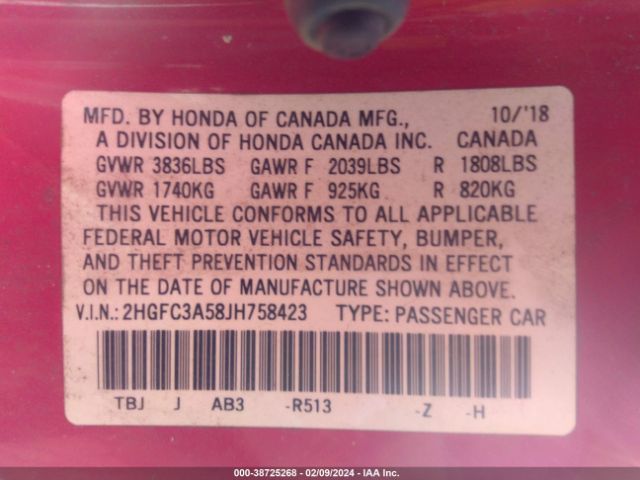 MFD. BY HONDA OF CANADA MFG., 10/'18
A DIVISION OF HONDA CANADA INC. CANADA
GVWR 3836LBS GAWR F 2039LBS R 1808LBS
GVWR 1740KG GAWR F 925KG R 820KG
THIS VEHICLE CONFORMS TO ALL APPLICABLE
FEDERAL MOTOR VEHICLE SAFETY, BUMPER,
AND THEFT PREVENTION STANDARDS IN EFFECT
ON THE DATE OF MANUFACTURE SHOWN ABOVE.
V.I.N.: 2HGFC3A58JH758423 TYPE: PASSENGER CAR
TBJ J AB3 -R513 -Z -H
000-38725268 - 02/09/2024 - IAA Inc.